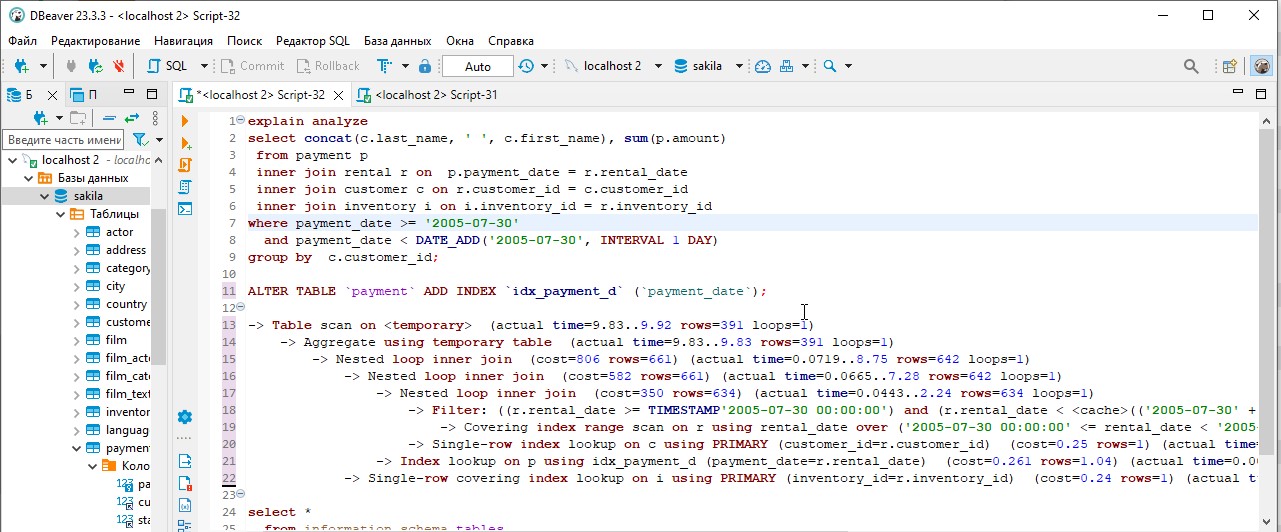 DBeaver 23.3.3 - <localhost 2> Script-32
Файл Редактирование Навигация Поиск Редактор SQL База данных Окна Справка
SQL Commit Rollback Auto localhost 2 sakila
Б П
*<localhost 2> Script-32 <localhost 2> Script-31
Введите часть имени
localhost 2 - localho
Базы данных
sakila
Таблицы
actor
address
category
city
country
custome
film
film_act
film_cat
film_tex
inventor
language
paymen
Коло
pa
cu
sta
1 explain analyze
2 select concat(c.last_name, ' ', c.first_name), sum(p.amount)
3 from payment p
4 inner join rental r on p.payment_date = r.rental_date
5 inner join customer c on r.customer_id = c.customer_id
6 inner join inventory i on i.inventory_id = r.inventory_id
7 where payment_date >= '2005-07-30'
8 and payment_date < DATE_ADD('2005-07-30', INTERVAL 1 DAY)
9 group by c.customer_id;
10
11 ALTER TABLE `payment` ADD INDEX `idx_payment_d` (`payment_date`);
12
13 -> Table scan on <temporary> (actual time=9.83..9.92 rows=391 loops=1)
14 -> Aggregate using temporary table (actual time=9.83..9.83 rows=391 loops=1)
15 -> Nested loop inner join (cost=806 rows=661) (actual time=0.0719..8.75 rows=642 loops=1)
16 -> Nested loop inner join (cost=582 rows=661) (actual time=0.0665..7.28 rows=642 loops=1)
17 -> Nested loop inner join (cost=350 rows=634) (actual time=0.0443..2.24 rows=634 loops=1)
18 -> Filter: ((r.rental_date >= TIMESTAMP'2005-07-30 00:00:00') and (r.rental_date < <cache>(('2005-07-30' +
19 -> Covering index range scan on r using rental_date over ('2005-07-30 00:00:00' <= rental_date < '2005
20 -> Single-row index lookup on c using PRIMARY (customer_id=r.customer_id) (cost=0.25 rows=1) (actual time=
21 -> Index lookup on p using idx_payment_d (payment_date=r.rental_date) (cost=0.261 rows=1.04) (actual time=0.00
22 -> Single-row covering index lookup on i using PRIMARY (inventory_id=r.inventory_id) (cost=0.24 rows=1) (actual t
23
24 select *
25 from information_schema.tables